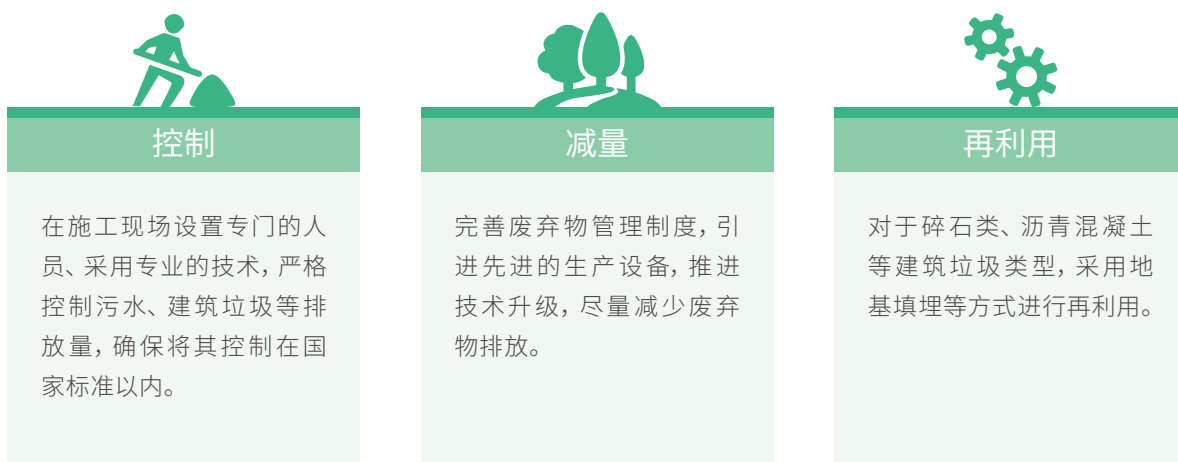 控制
在施工现场设置专门的人
员、采用专业的技术，严格
控制污水、建筑垃圾等排
放量，确保将其控制在国
家标准以内。
减量
完善废弃物管理制度，引
进先进的生产设备，推进
技术升级，尽量减少废弃
物排放。
再利用
对于碎石类、沥青混凝土
等建筑垃圾类型，采用地
基填埋等方式进行再利用。